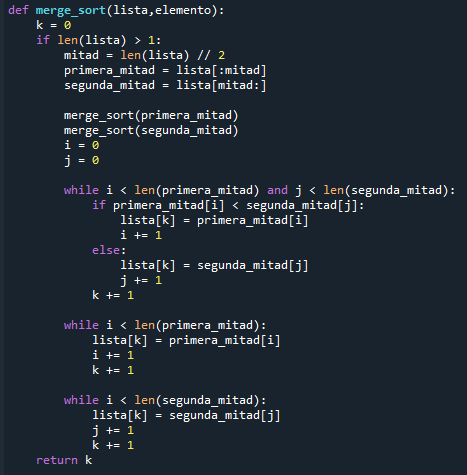 def merge_sort(lista,elemento):
    k = 0
    if len(lista) > 1:
        mitad = len(lista) // 2
        primera_mitad = lista[:mitad]
        segunda_mitad = lista[mitad:]

        merge_sort(primera_mitad)
        merge_sort(segunda_mitad)
        i = 0
        j = 0

        while i < len(primera_mitad) and j < len(segunda_mitad):
            if primera_mitad[i] < segunda_mitad[j]:
                lista[k] = primera_mitad[i]
                i += 1
            else:
                lista[k] = segunda_mitad[j]
                j += 1
            k += 1

        while i < len(primera_mitad):
            lista[k] = primera_mitad[i]
            i += 1
            k += 1

        while i < len(segunda_mitad):
            lista[k] = segunda_mitad[j]
            j += 1
            k += 1
    return k